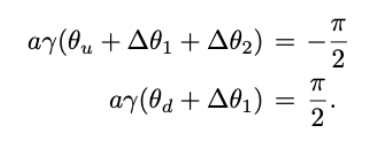 aγ(θ_u + Δθ_1 + Δθ_2) = −π/2
aγ(θ_d + Δθ_1) = π/2.